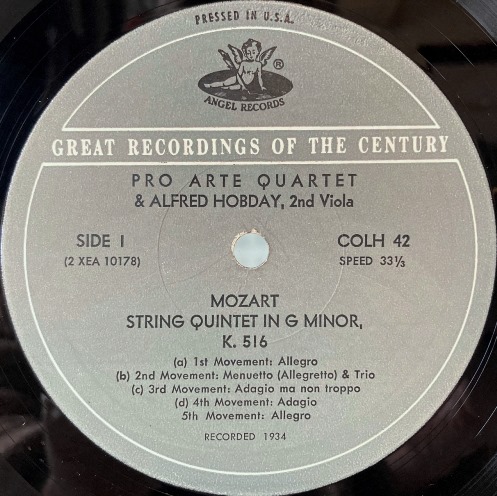 PRESSED IN U.S.A.
®
ANGEL RECORDS
GREAT RECORDINGS OF THE CENTURY
PRO ARTE QUARTET
& ALFRED HOBDAY, 2nd Viola
SIDE I
COLH 42
(2 XEA 10178)
SPEED 33⅓
MOZART
STRING QUINTET IN G MINOR,
K. 516
(a) 1st Movement: Allegro
(b) 2nd Movement: Menuetto (Allegretto) & Trio
(c) 3rd Movement: Adagio ma non troppo
(d) 4th Movement: Adagio
5th Movement: Allegro
RECORDED 1934